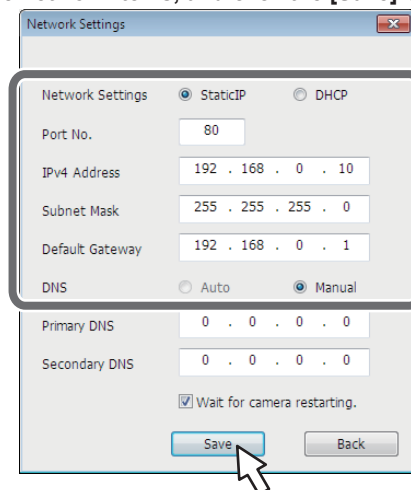 Network Settings
Network Settings StaticIP DHCP
Port No. 80
IPv4 Address 192 . 168 . 0 . 10
Subnet Mask 255 . 255 . 255 . 0
Default Gateway 192 . 168 . 0 . 1
DNS Auto Manual
Primary DNS 0 . 0 . 0 . 0
Secondary DNS 0 . 0 . 0 . 0
Wait for camera restarting.
Save Back